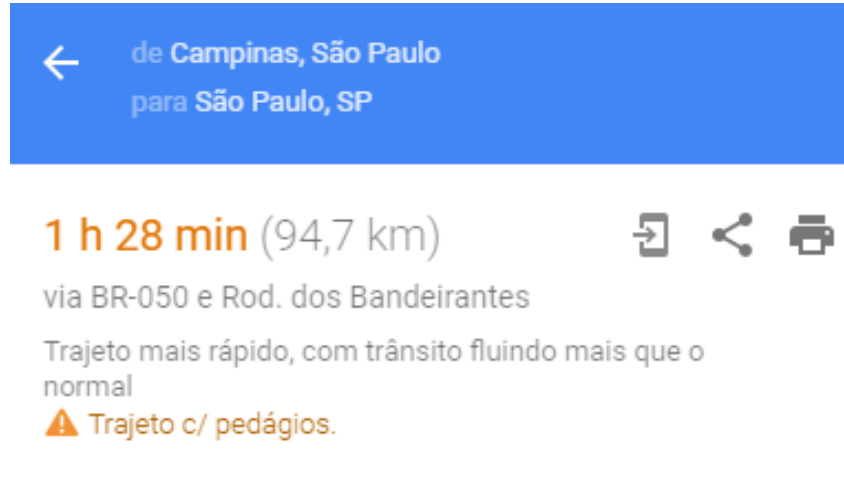 de Campinas, São Paulo
para São Paulo, SP
1 h 28 min (94,7 km)
via BR-050 e Rod. dos Bandeirantes
Trajeto mais rápido, com trânsito fluindo mais que o
normal
Trajeto c/ pedágios.